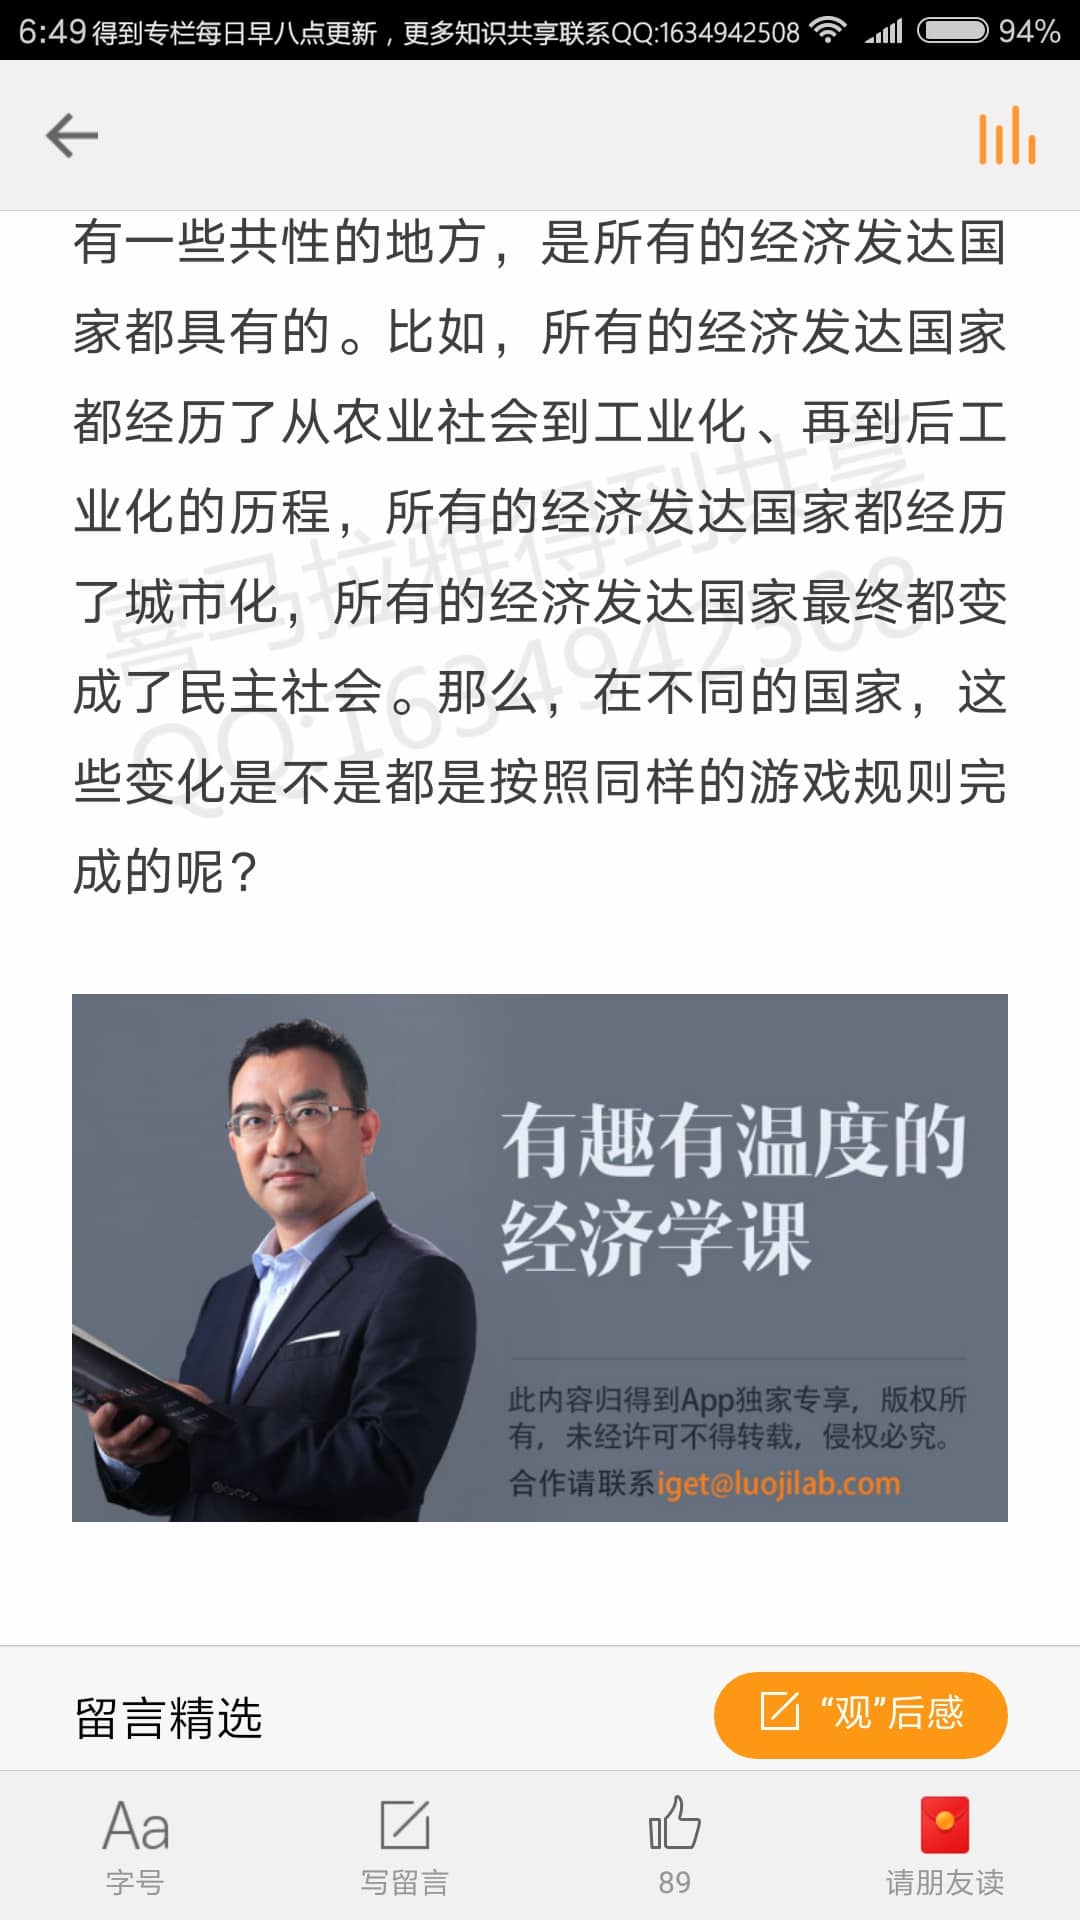 6:49 得到专栏每日早八点更新，更多知识共享联系QQ:1634942508 94%
有一些共性的地方，是所有的经济发达国
家都具有的。比如，所有的经济发达国家
都经历了从农业社会到工业化、再到后工
业化的历程，所有的经济发达国家都经历
了城市化，所有的经济发达国家最终都变
成了民主社会。那么，在不同的国家，这
些变化是不是都是按照同样的游戏规则完
成的呢？
喜马拉雅得到共享
QQ:1634942508
有趣有温度的
经济学课
此内容归得到App独家专享，版权所
有，未经许可不得转载，侵权必究。
合作请联系iget@luojilab.com
留言精选
“观”后感
Aa
字号
写留言
89
请朋友读